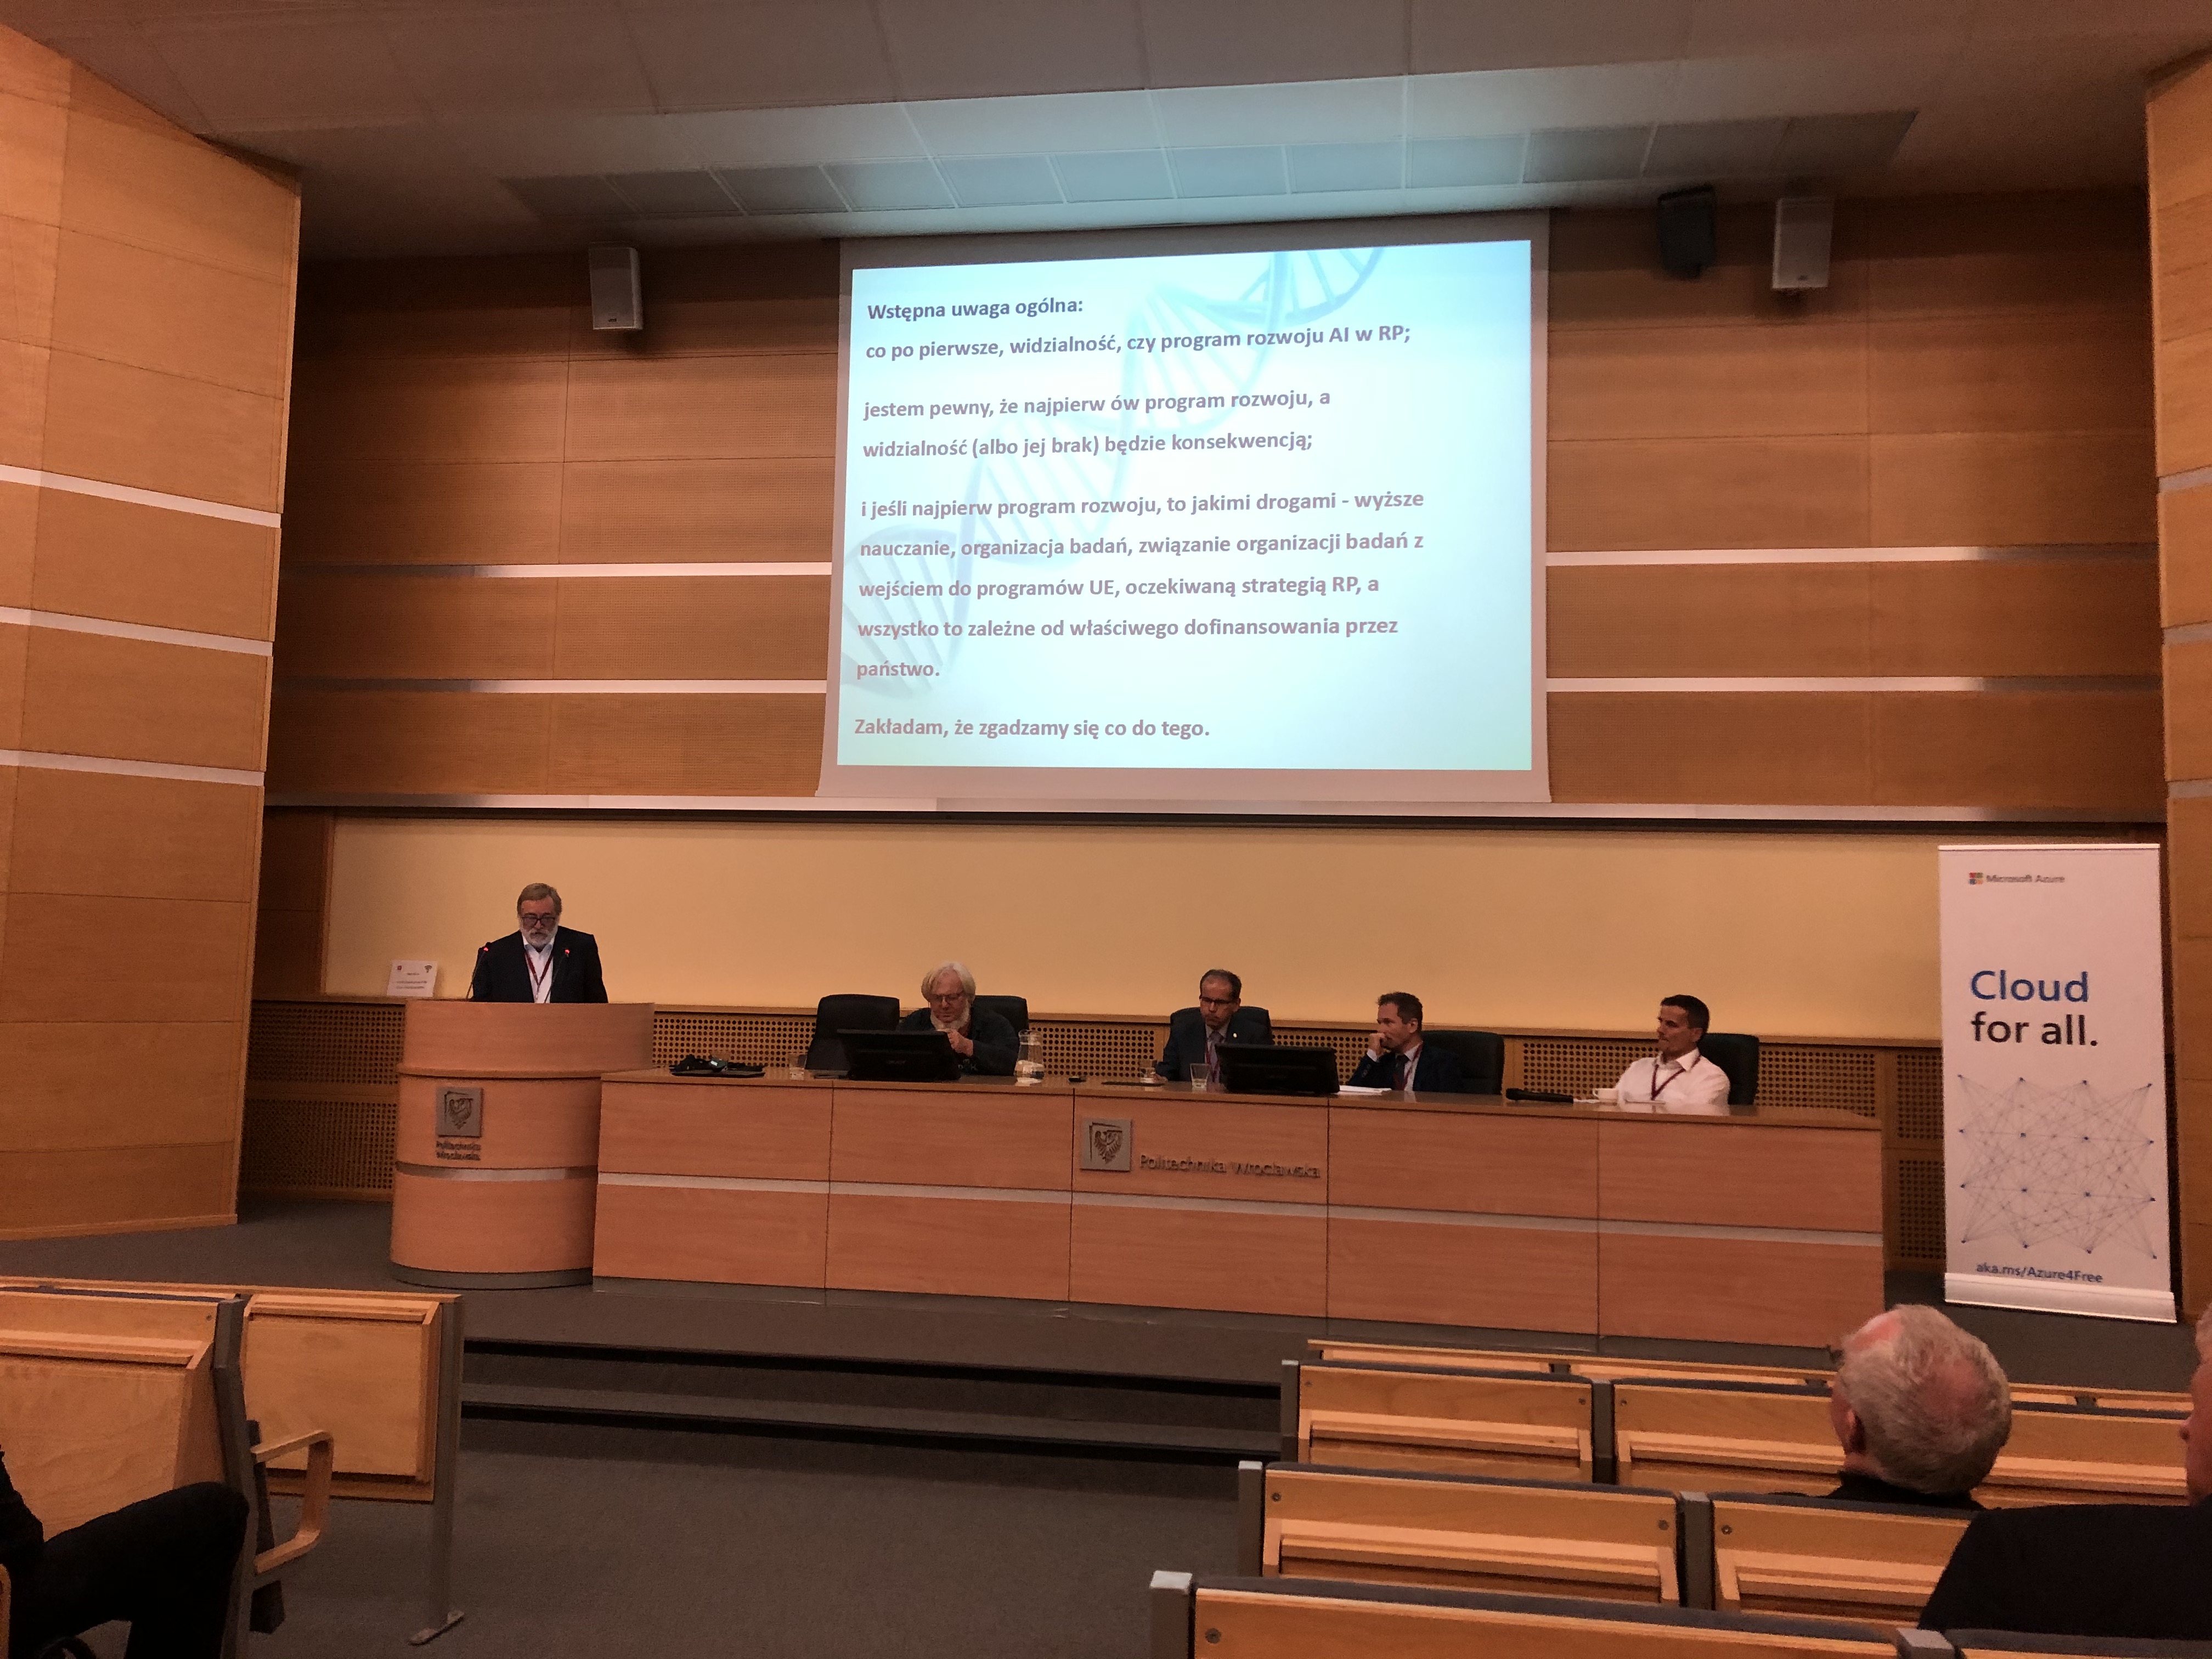 Wstępna uwaga ogólna:
co po pierwsze, widzialność, czy program rozwoju AI w RP;
jestem pewny, że najpierw ów program rozwoju, a
widzialność (albo jej brak) będzie konsekwencją;
i jeśli najpierw program rozwoju, to jakimi drogami - wyższe
nauczanie, organizacja badań, związanie organizacji badań z
wejściem do programów UE, oczekiwaną strategią RP, a
wszystko to zależne od właściwego dofinansowania przez
państwo.
Zakładam, że zgadzamy się co do tego.
Politechnika
Wrocławska
Politechnika Wrocławska
Microsoft Azure
Cloud
for all.
aka.ms/Azure4Free